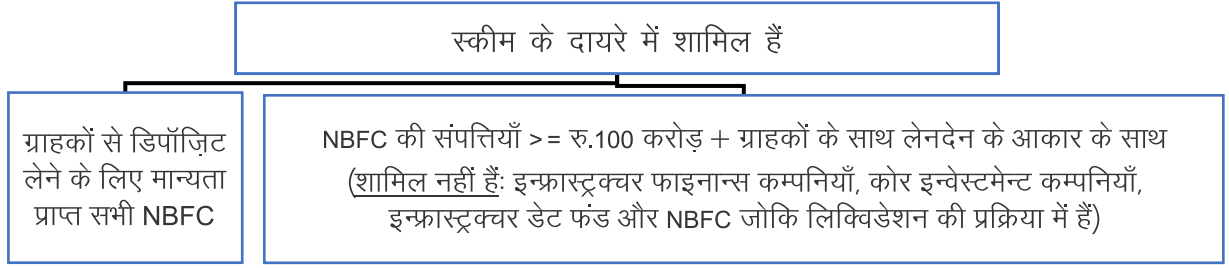 स्कीम के दायरे में शामिल हैं
ग्राहकों से डिपॉज़िट
लेने के लिए मान्यता
प्राप्त सभी NBFC
NBFC की संपत्तियाँ >= रु.100 करोड़ + ग्राहकों के साथ लेनदेन के आकार के साथ
(शामिल नहीं हैं: इन्फ्रास्ट्रक्चर फाइनान्स कम्पनियाँ, कोर इन्वेस्टमेन्ट कम्पनियाँ,
इन्फ्रास्ट्रक्चर डेट फंड और NBFC जोकि लिक्विडेशन की प्रक्रिया में हैं)